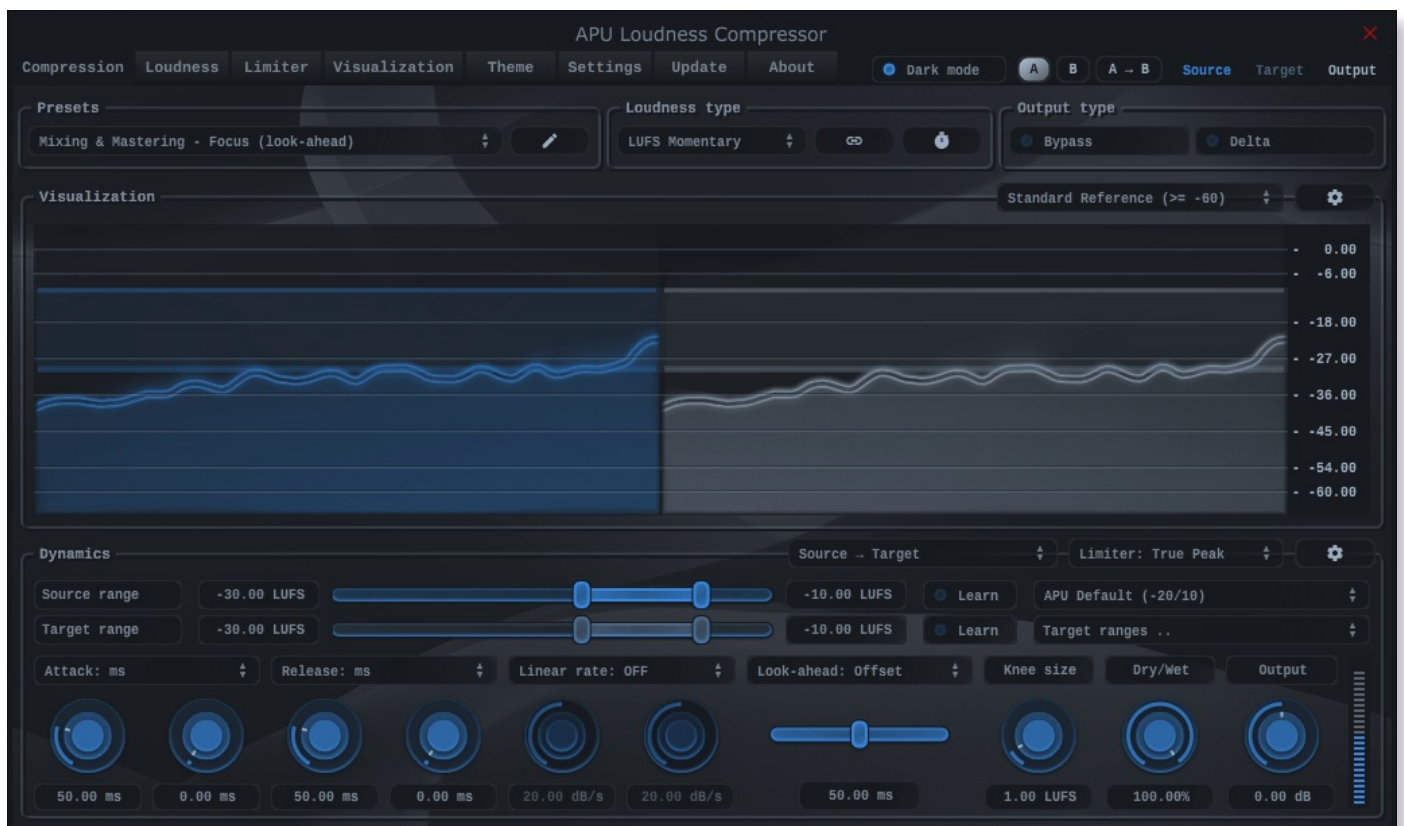 APU Loudness Compressor
Compression Loudness Limiter Visualization Theme Settings Update About Dark mode A B A → B Source Target Output
Presets Loudness type Output type
Mixing & Mastering - Focus (look-ahead) LUFS Momentary Bypass Delta
Visualization Standard Reference (>= -60)
- 0.00
- -6.00
- -18.00
- -27.00
- -36.00
- -45.00
- -54.00
- -60.00
Dynamics Source → Target Limiter: True Peak
Source range -30.00 LUFS -10.00 LUFS Learn APU Default (-20/10)
Target range -30.00 LUFS -10.00 LUFS Learn Target ranges ..
Attack: ms Release: ms Linear rate: OFF Look-ahead: Offset Knee size Dry/Wet Output
50.00 ms 0.00 ms 50.00 ms 0.00 ms 20.00 dB/s 20.00 dB/s 50.00 ms 1.00 LUFS 100.00% 0.00 dB